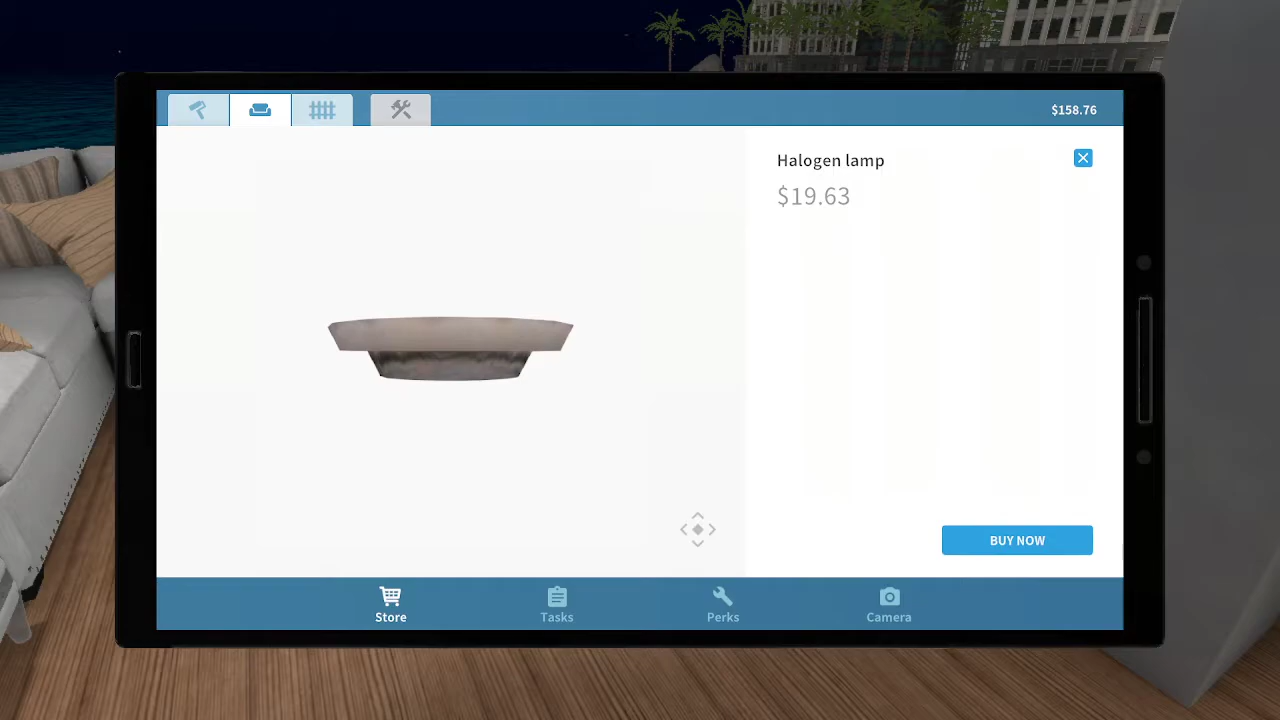 $158.76
Halogen lamp
$19.63
BUY NOW
Store
Tasks
Perks
Camera